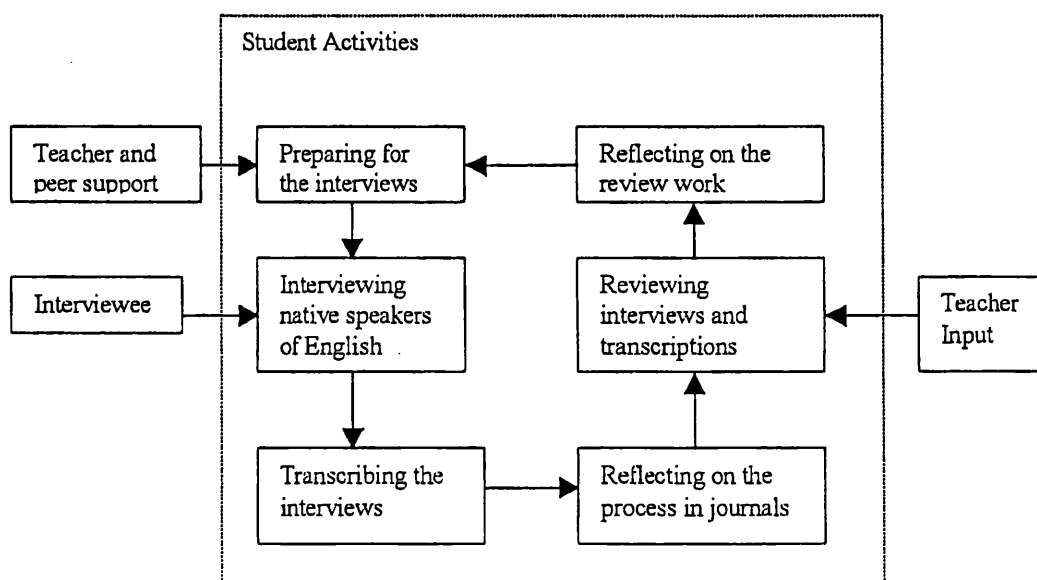 Student Activities
Teacher and
peer support
Preparing for
the interviews
Reflecting on the
review work
Interviewee
Interviewing
native speakers
of English
Reviewing
interviews and
transcriptions
Teacher
Input
Transcribing the
interviews
Reflecting on the
process in journals